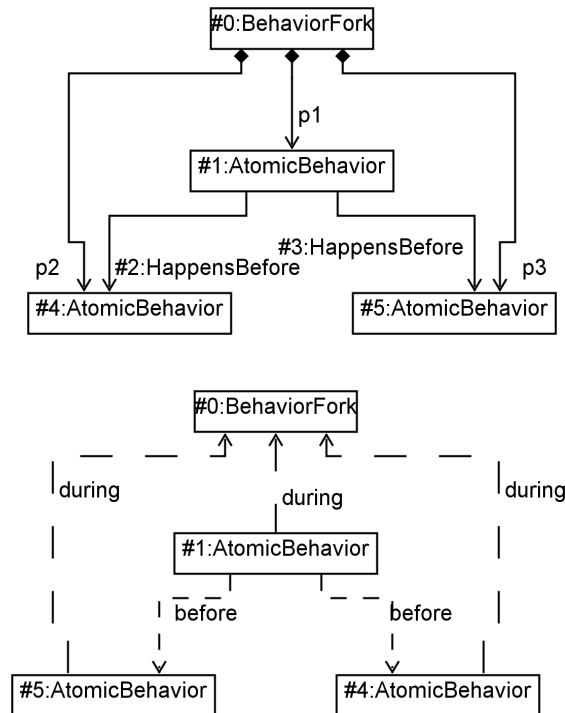 #0:BehaviorFork
p1
#1:AtomicBehavior
#3:HappensBefore
p2
#2:HappensBefore
p3
#4:AtomicBehavior
#5:AtomicBehavior
#0:BehaviorFork
during
during
during
#1:AtomicBehavior
before
before
#5:AtomicBehavior
#4:AtomicBehavior